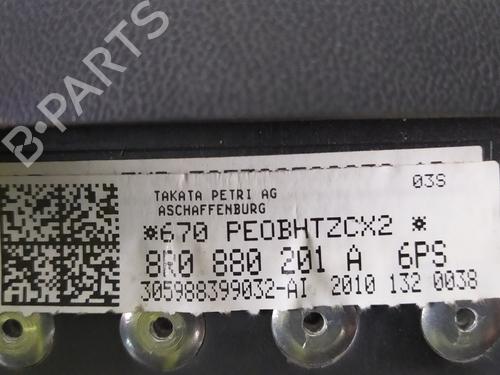 B-PARTS
03S
TAKATA PETRI AG
ASCHAFFENBURG
*670 PEOBHTZCX2 *
8R0 880 201 A 6PS
305988399032-AI 2010 132 0038